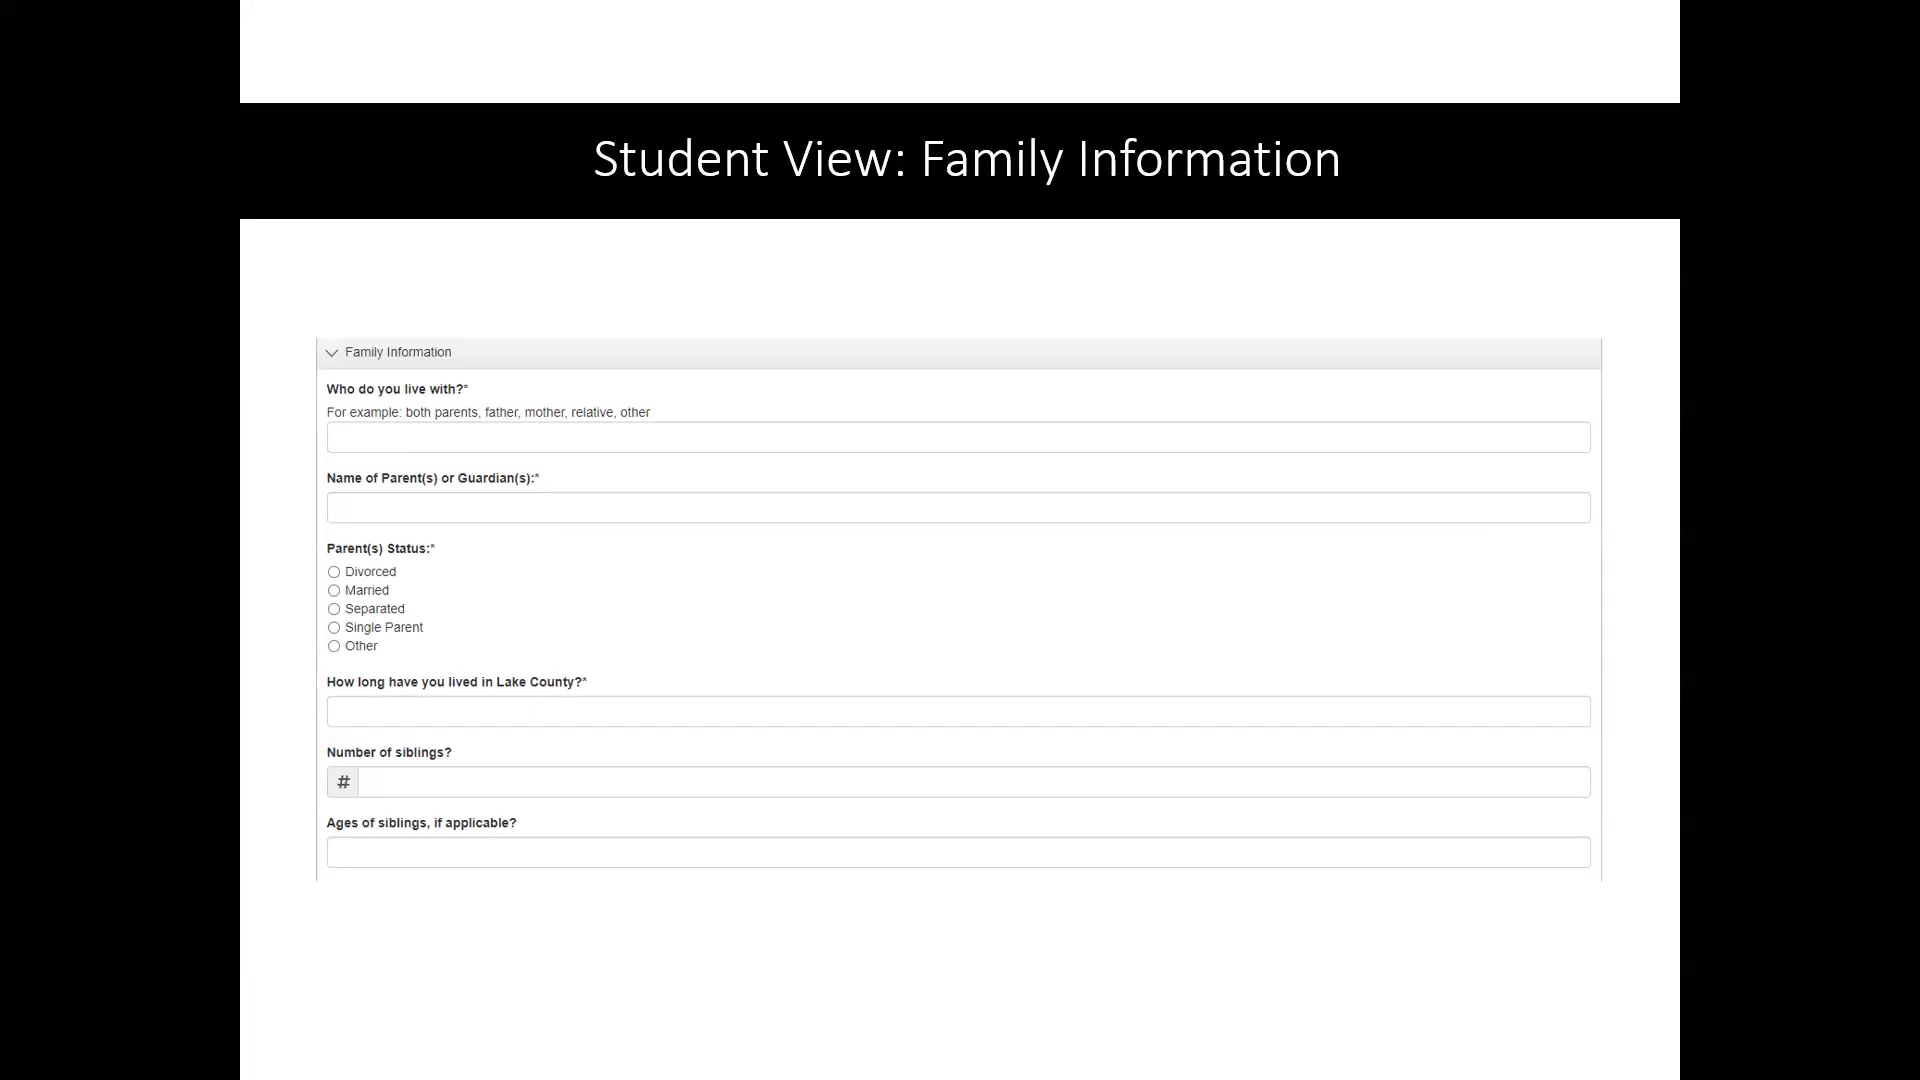 Student View: Family Information
Family Information
Who do you live with?*
For example: both parents, father, mother, relative, other
Name of Parent(s) or Guardian(s):*
Parent(s) Status:*
Divorced
Married
Separated
Single Parent
Other
How long have you lived in Lake County?*
Number of siblings?
#
Ages of siblings, if applicable?